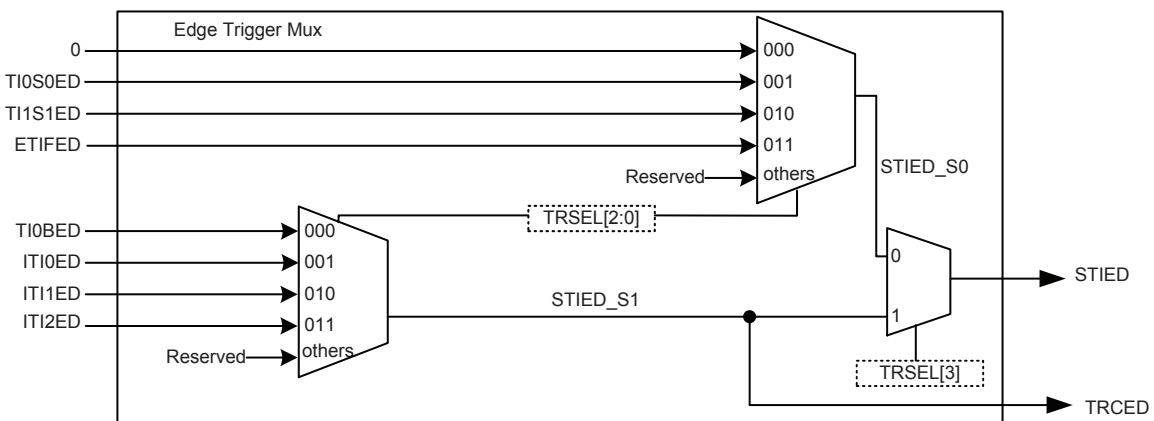 Edge Trigger Mux
0
000
TI0S0ED
001
TI1S1ED
010
ETIFED
011
Reserved
others
STIED_S0
TRSEL[2:0]
TI0BED
000
ITI0ED
001
ITI1ED
010
ITI2ED
011
Reserved
others
STIED_S1
0
1
STIED
TRSEL[3]
TRCED